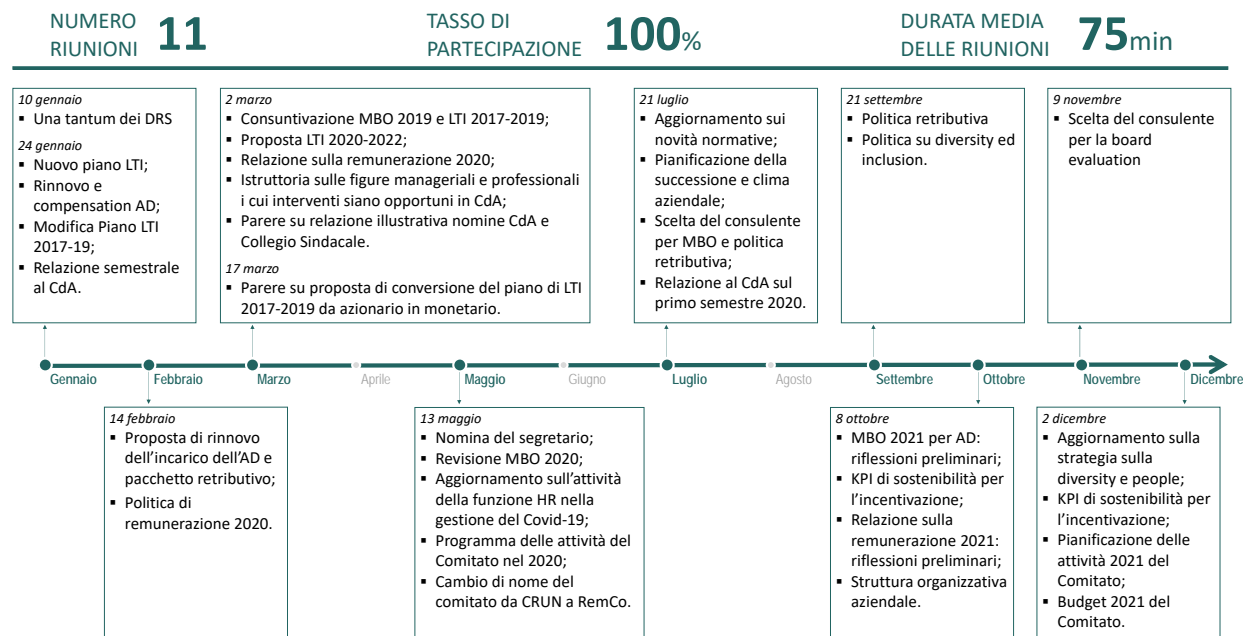 NUMERO
RIUNIONI 11
TASSO DI
PARTECIPAZIONE 100%
DURATA MEDIA
DELLE RIUNIONI 75min
10 gennaio
▪ Una tantum dei DRS
24 gennaio
▪ Nuovo piano LTI;
▪ Rinnovo e
compensation AD;
▪ Modifica Piano LTI
2017-19;
▪ Relazione semestrale
al CdA.
2 marzo
▪ Consuntivazione MBO 2019 e LTI 2017-2019;
▪ Proposta LTI 2020-2022;
▪ Relazione sulla remunerazione 2020;
▪ Istruttoria sulle figure manageriali e professionali
i cui interventi siano opportuni in CdA;
▪ Parere su relazione illustrativa nomine CdA e
Collegio Sindacale.
17 marzo
▪ Parere su proposta di conversione del piano di LTI
2017-2019 da azionario in monetario.
21 luglio
▪ Aggiornamento sui
novità normative;
▪ Pianificazione della
successione e clima
aziendale;
▪ Scelta del consulente
per MBO e politica
retributiva;
▪ Relazione al CdA sul
primo semestre 2020.
21 settembre
▪ Politica retributiva
▪ Politica su diversity ed
inclusion.
9 novembre
▪ Scelta del consulente
per la board
evaluation
Gennaio
Febbraio
Marzo
Aprile
Maggio
Giugno
Luglio
Agosto
Settembre
Ottobre
Novembre
Dicembre
14 febbraio
▪ Proposta di rinnovo
dell'incarico dell'AD e
pacchetto retributivo;
▪ Politica di
remunerazione 2020.
13 maggio
▪ Nomina del segretario;
▪ Revisione MBO 2020;
▪ Aggiornamento sull'attività
della funzione HR nella
gestione del Covid-19;
▪ Programma delle attività del
Comitato nel 2020;
▪ Cambio di nome del
comitato da CRUN a RemCo.
8 ottobre
▪ MBO 2021 per AD:
riflessioni preliminari;
▪ KPI di sostenibilità per
l'incentivazione;
▪ Relazione sulla
remunerazione 2021:
riflessioni preliminari;
▪ Struttura organizzativa
aziendale.
2 dicembre
▪ Aggiornamento sulla
strategia sulla
diversity e people;
▪ KPI di sostenibilità per
l'incentivazione;
▪ Pianificazione delle
attività 2021 del
Comitato;
▪ Budget 2021 del
Comitato.